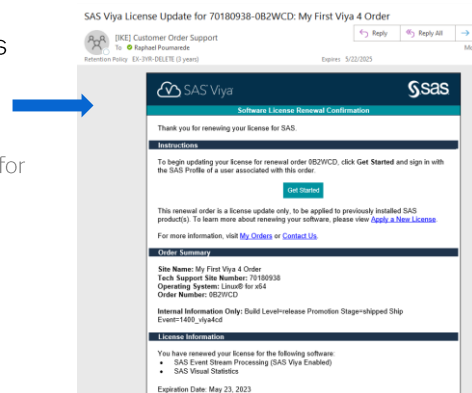 SAS Viya License Update for 70180938-0B2WCD: My First Viya 4 Order
[IKE] Customer Order Support
To Raphael Poumarede
Reply
Reply All
Retention Policy EX-3YR-DELETE (3 years)
Expires 5/22/2025
s
for
SAS Viya
sas
Software License Renewal Confirmation
Thank you for renewing your license for SAS.
Instructions
To begin updating your license for renewal order 0B2WCD, click Get Started and sign in with
the SAS Profile of a user associated with this order.
Get Started
This renewal order is a license update only, to be applied to previously installed SAS
product(s). To learn more about renewing your software, please view Apply a
New License.
For more information, visit My Orders or Contact Us.
Order Summary
Site Name: My First Viya 4 Order
Tech Support Site Number: 70180938
Operating System: Linux® for x64
Order Number: 0B2WCD
Internal Information Only: Build Level=release Promotion Stage=shipped Ship
Event=1400_viya4cd
License Information
You have renewed your license for the following software:
• SAS Event Stream Processing (SAS Viya Enabled)
• SAS Visual Statistics
Expiration Date: May 23, 2023